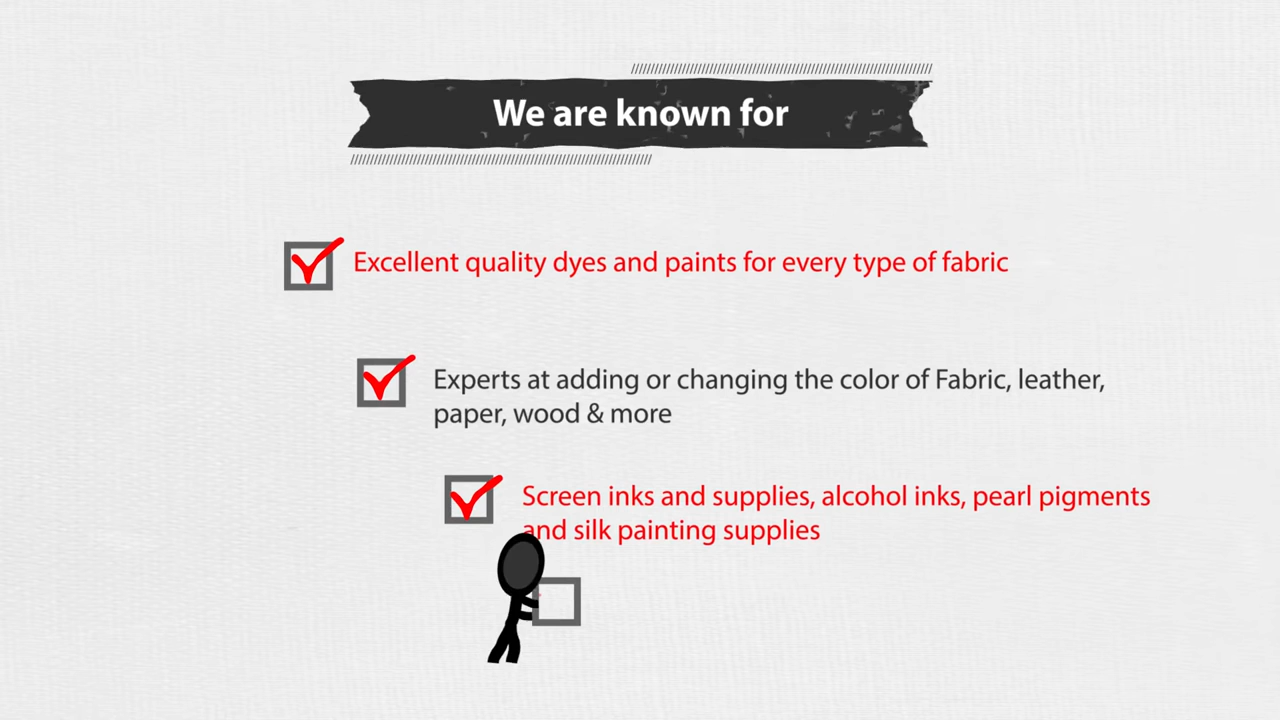 We are known for
Excellent quality dyes and paints for every type of fabric
Experts at adding or changing the color of Fabric, leather,
paper, wood & more
Screen inks and supplies, alcohol inks, pearl pigments
and silk painting supplies